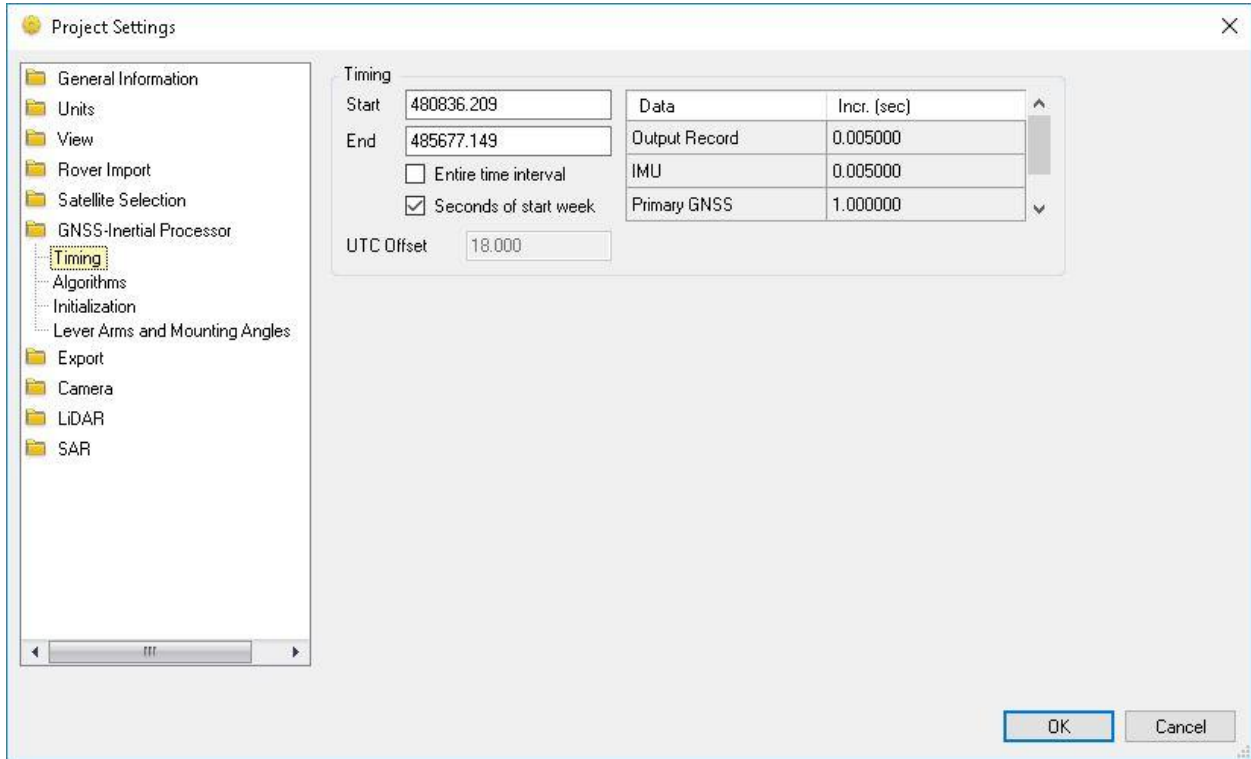 Project Settings
General Information
Units
View
Rover Import
Satellite Selection
GNSS-Inertial Processor
Timing
Algorithms
Initialization
Lever Arms and Mounting Angles
Export
Camera
LiDAR
SAR
Timing
Start 480836.209
End 485677.149
Entire time interval
Seconds of start week
UTC Offset 18.000
Data Incr. (sec)
Output Record 0.005000
IMU 0.005000
Primary GNSS 1.000000
OK Cancel